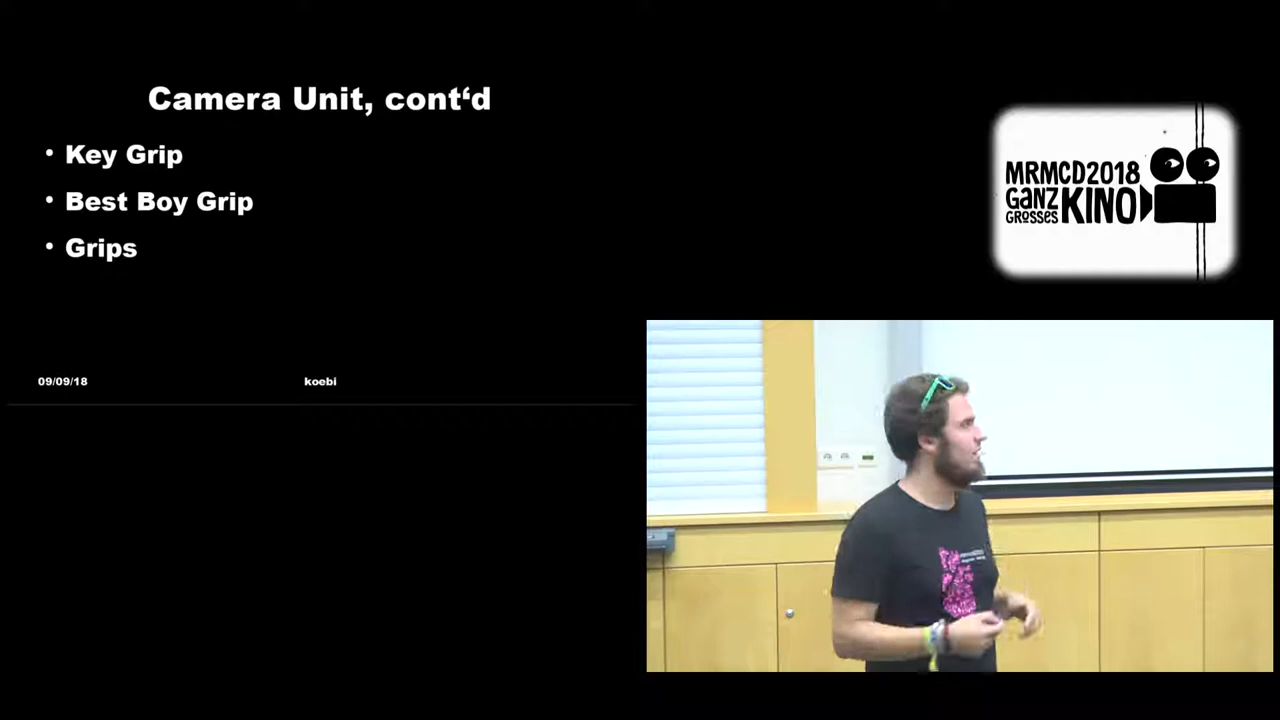 Camera Unit, cont‘d
• Key Grip
• Best Boy Grip
• Grips
09/09/18
koebi
MRMCD2018
GANZ
GROSSES
KINO